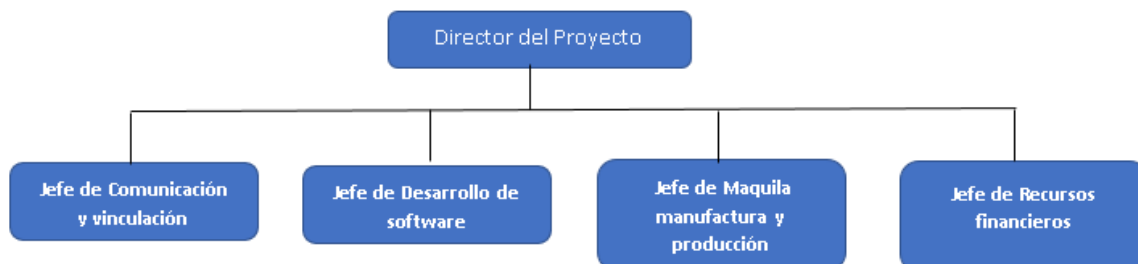 Director del Proyecto
Jefe de Comunicación
y vinculación
Jefe de Desarrollo de
software
Jefe de Maquila
manufactura y
producción
Jefe de Recursos
financieros